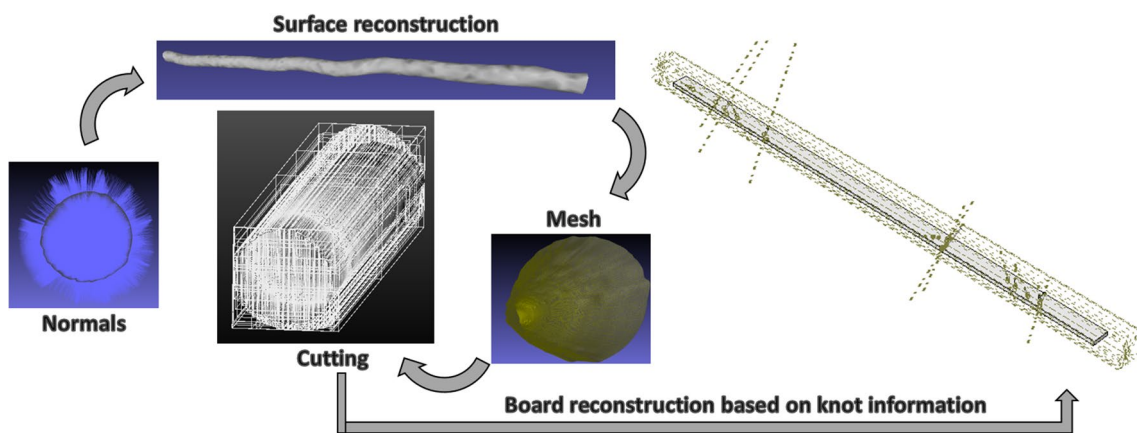 Surface reconstruction
Normals
Mesh
Cutting
Board reconstruction based on knot information